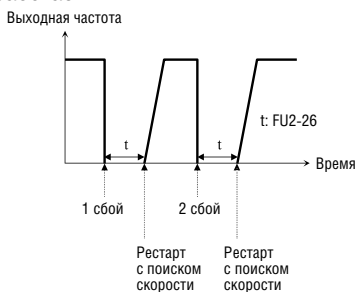 Выходная частота
t
t
t: FU2-26
Время
1 сбой
2 сбой
Рестарт
с поиском
скорости
Рестарт
с поиском
скорости